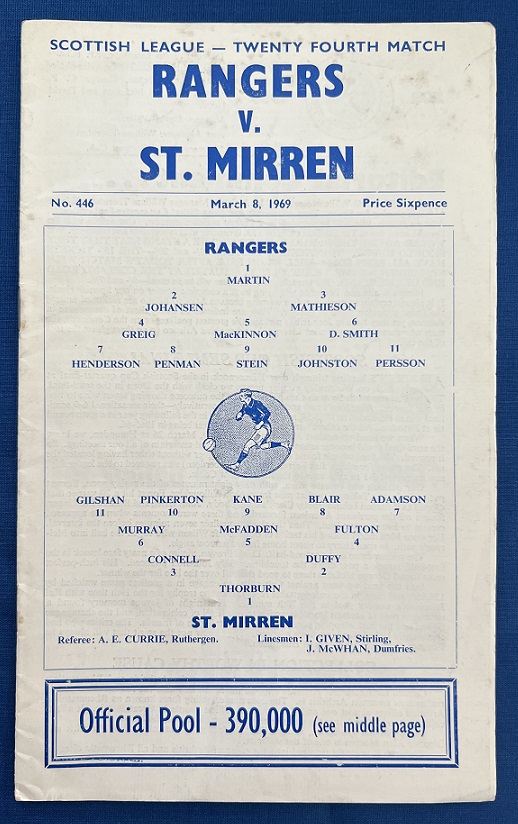 SCOTTISH LEAGUE — TWENTY FOURTH MATCH
RANGERS
V.
ST. MIRREN
No. 446 March 8, 1969 Price Sixpence
RANGERS
1
MARTIN
2 3
JOHANSEN MATHIESON
4 5 6
GREIG MacKINNON D. SMITH
7 8 9 10 11
HENDERSON PENMAN STEIN JOHNSTON PERSSON
GILSHAN PINKERTON KANE BLAIR ADAMSON
11 10 9 8 7
MURRAY McFADDEN FULTON
6 5 4
CONNELL DUFFY
3 2
THORBURN
1
ST. MIRREN
Referee: A. E. CURRIE, Ruthergen. Linesmen: I. GIVEN, Stirling,
J. McWHAN, Dumfries.
Official Pool - 390,000 (see middle page)